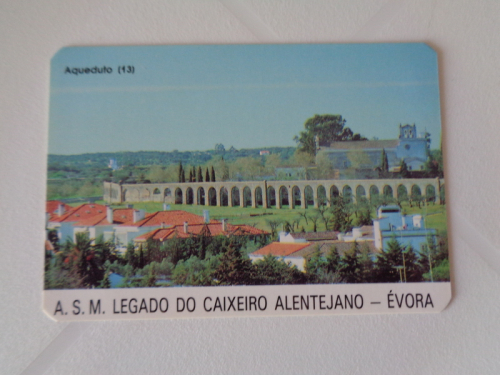 Aqueduto (13)
A. S. M. LEGADO DO CAIXEIRO ALENTEJANO – ÉVORA